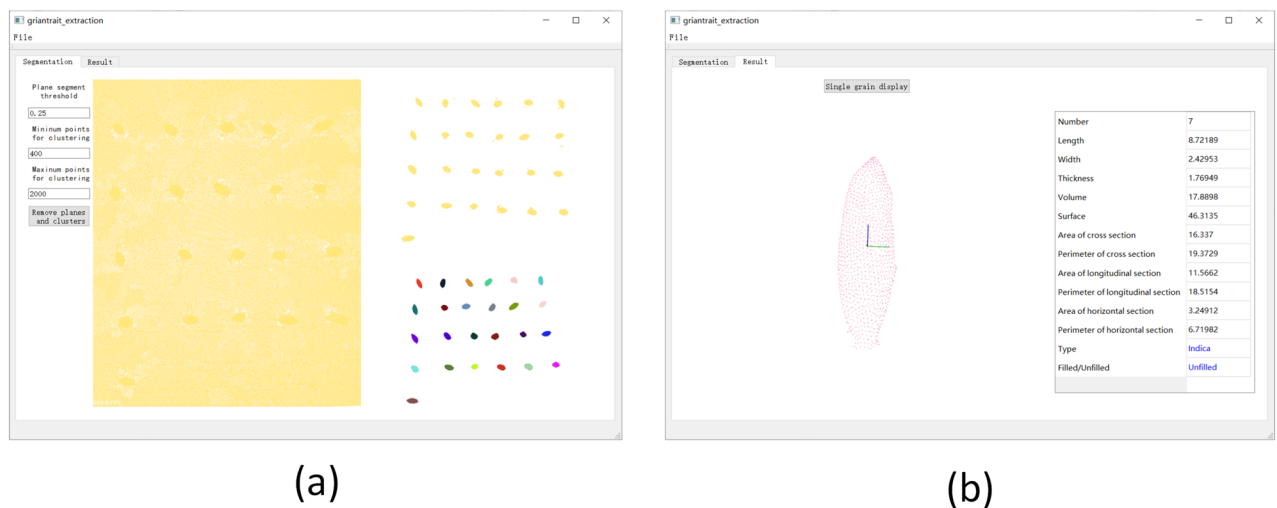 griantrait_extraction
File
Segmentation Result
Plane segment
threshold
0.25
Mininum points
for clustering
400
Maxinum points
for clustering
2000
Remove planes
and clusters
(a)
griantrait_extraction
File
Segmentation Result
Single grain display
Number 7
Length 8.72189
Width 2.42953
Thickness 1.76949
Volume 17.8898
Surface 46.3135
Area of cross section 16.337
Perimeter of cross section 19.3729
Area of longitudinal section 11.5662
Perimeter of longitudinal section 18.5154
Area of horizontal section 3.24912
Perimeter of horizontal section 6.71982
Type Indica
Filled/Unfilled Unfilled
(b)